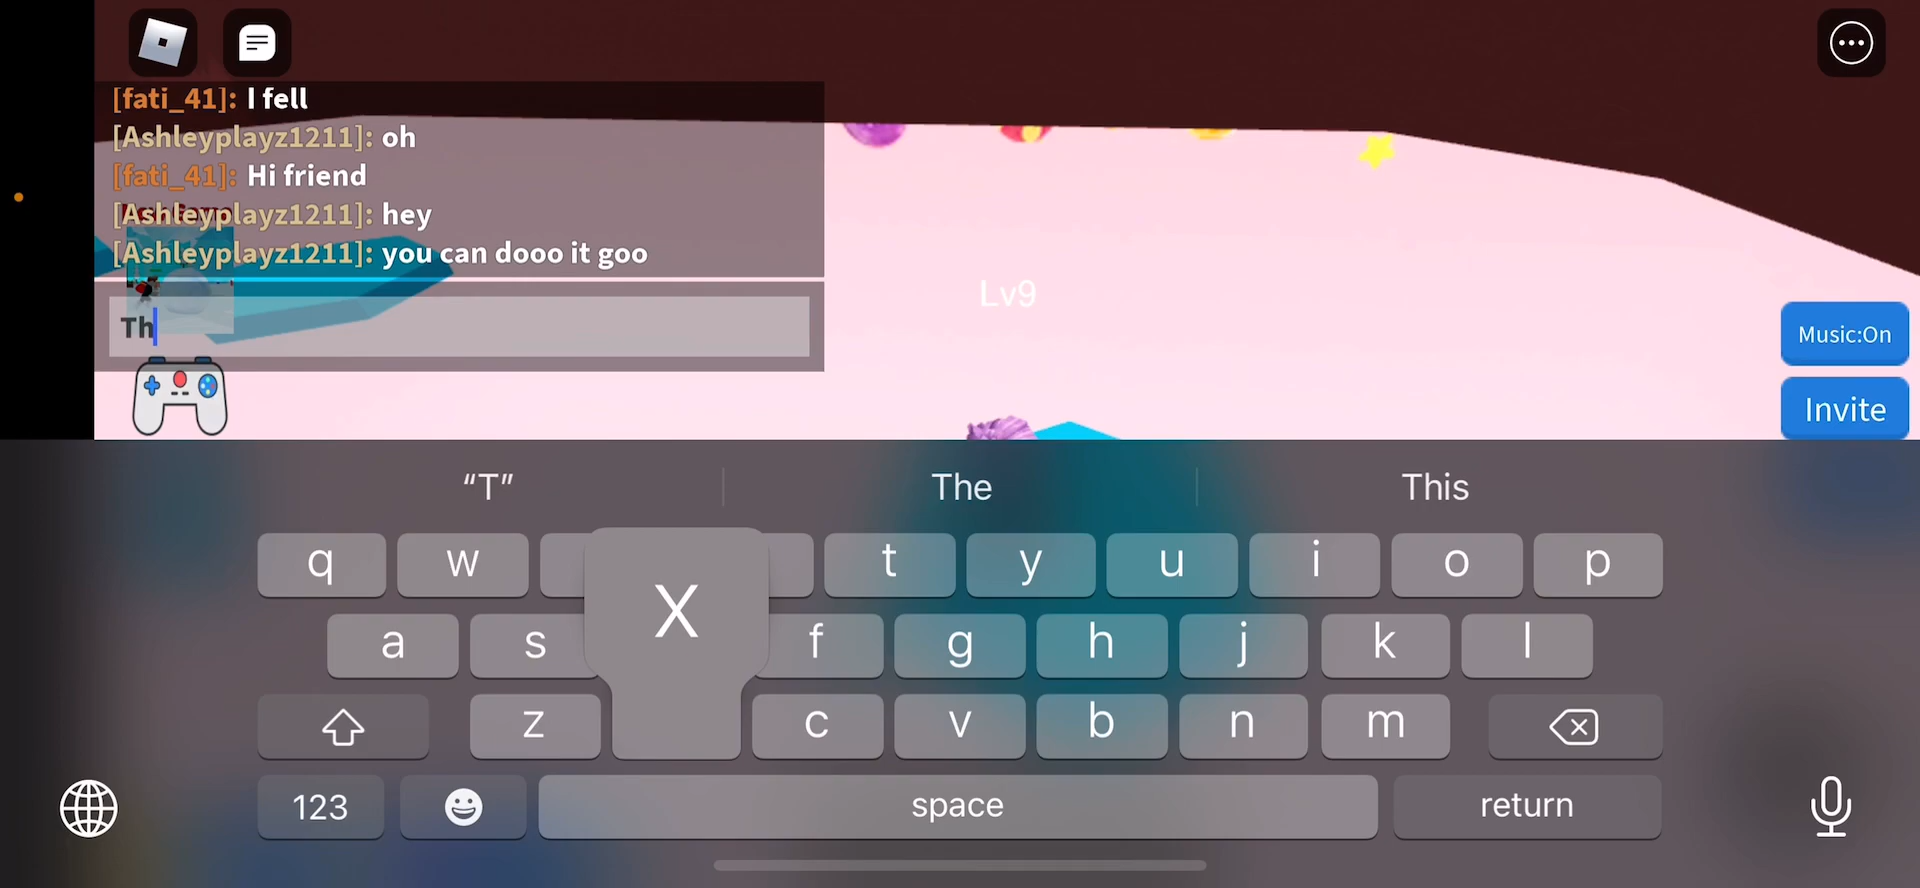 [fati_41]: I fell
[Ashleyplayz1211]: oh
[fati_41]: Hi friend
[Ashleyplayz1211]: hey
[Ashleyplayz1211]: you can dooo it goo
Th
Lv9
Music:On
Invite
“T” The This
q w t y u i o p
a s X f g h j k l
z c v b n m
123 space return